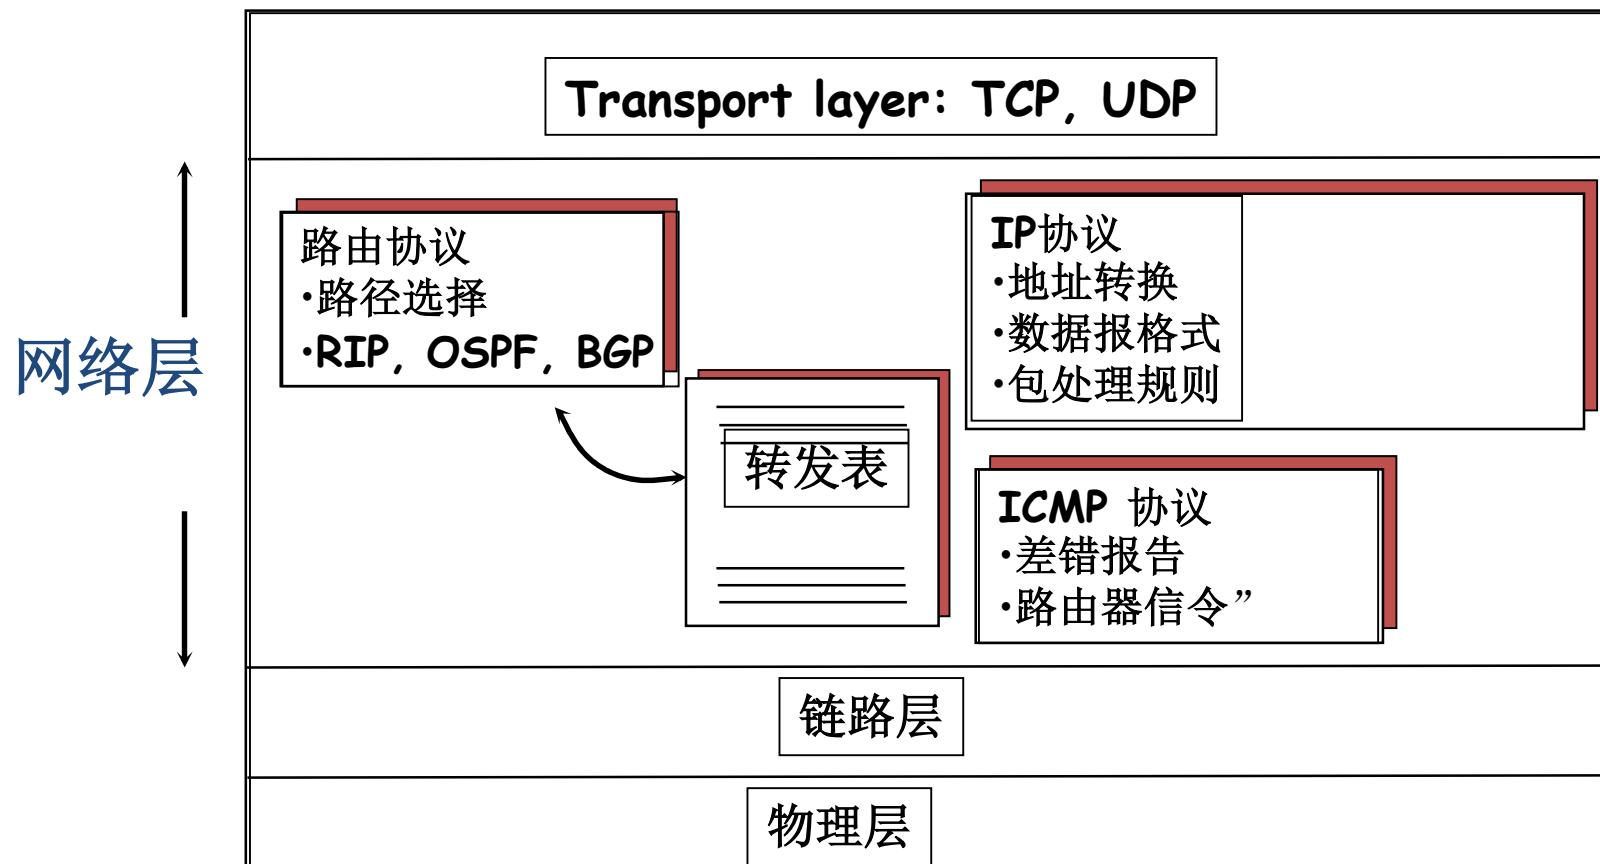 Transport layer: TCP, UDP
网络层
路由协议
·路径选择
·RIP, OSPF, BGP
转发表
IP协议
·地址转换
·数据报格式
·包处理规则
ICMP 协议
·差错报告
·路由器信令”
链路层
物理层